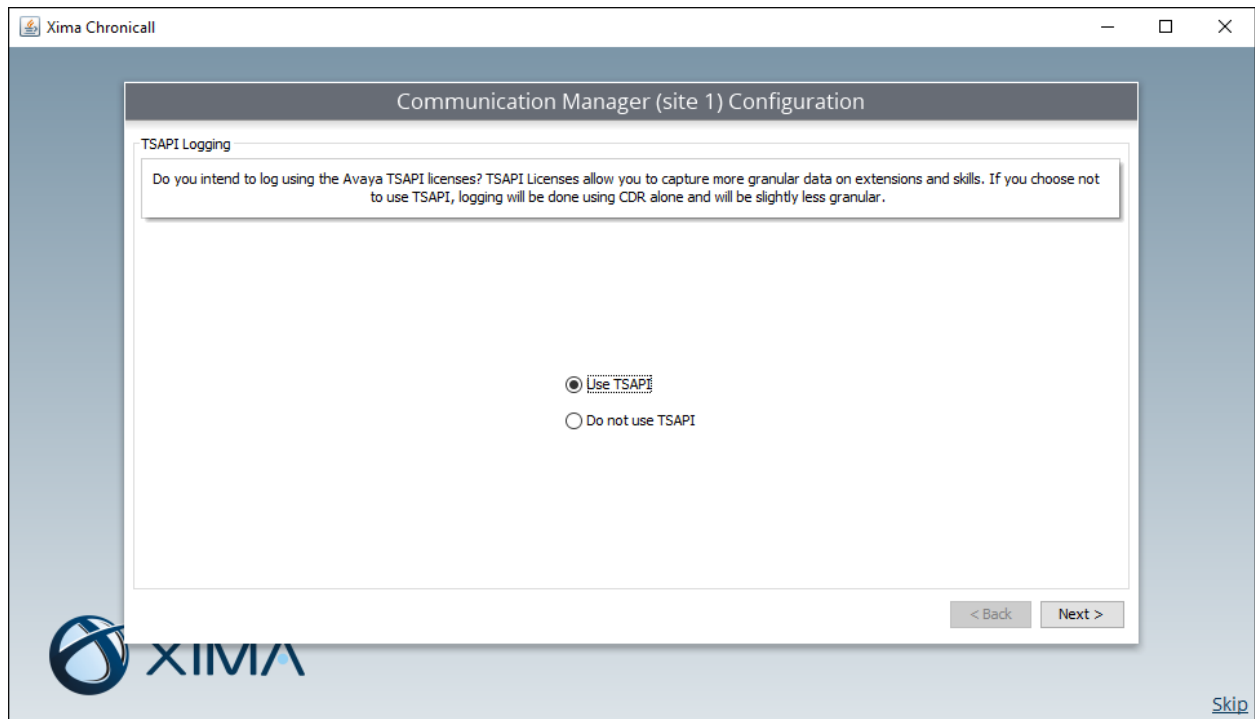 Xima Chronicall
Communication Manager (site 1) Configuration
TSAPI Logging
Do you intend to log using the Avaya TSAPI licenses? TSAPI Licenses allow you to capture more granular data on extensions and skills. If you choose not
to use TSAPI, logging will be done using CDR alone and will be slightly less granular.
Use TSAPI
Do not use TSAPI
< Back Next >
XIMA
Skip